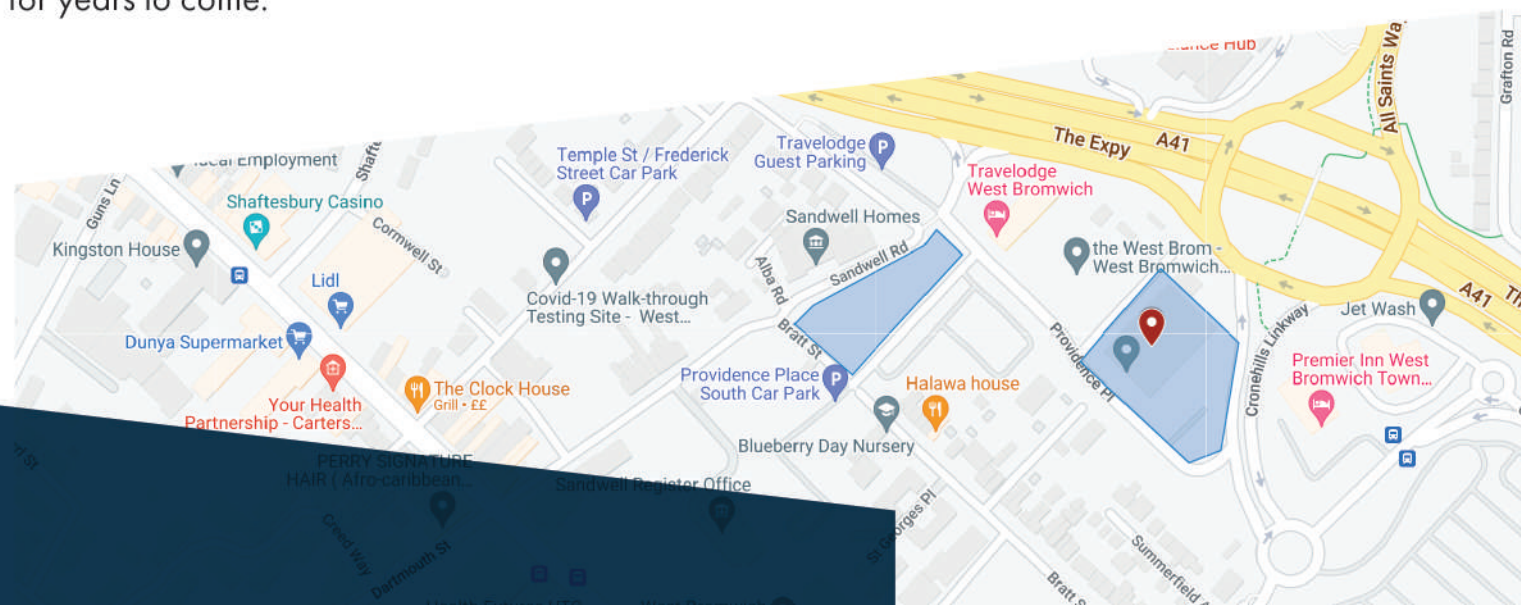 for years to come.
Hub
All Saints Wa
Grafton Rd
The Expy
A41
Employment
Shafte
Guns Ln
Temple St / Frederick
Street Car Park
P
Travelodge
Guest Parking
P
Travelodge
West Bromwich
Shaftesbury Casino
Cornwell St
Kingston House
Sandwell Homes
Sandwell Rd
Alba Rd
the West Brom -
West Bromwich...
Lidl
Covid-19 Walk-through
Testing Site - West...
Bratt St
A41
Th
Jet Wash
Dunya Supermarket
Providence Pl
Cronehills Linkway
Premier Inn West
Bromwich Town...
The Clock House
Grill • ££
Providence Place
South Car Park
P
Halawa house
Your Health
Partnership - Carters...
Blueberry Day Nursery
PERRY SIGNATURE
HAIR ( Afro-caribbean...
Sandwell Register Office
St Georges Pl
Creed Way
Dartmouth St
Summerfield
Bratt S